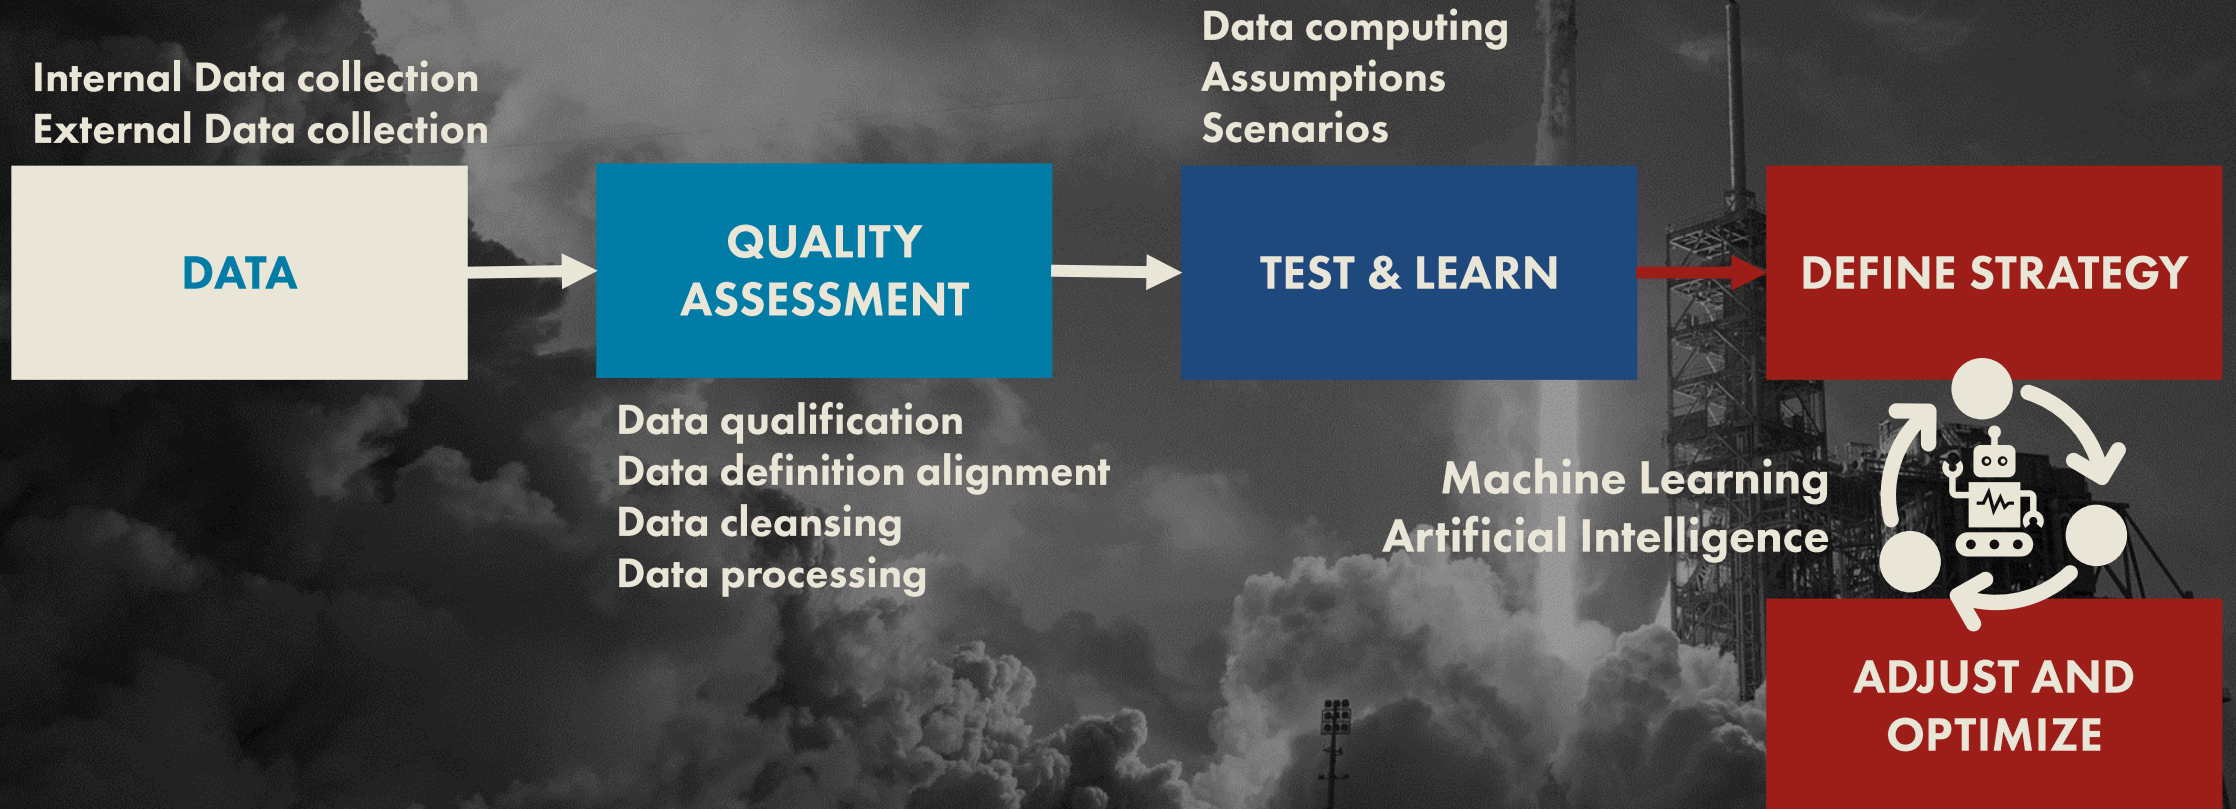 Internal Data collection
External Data collection
DATA
QUALITY
ASSESSMENT
Data qualification
Data definition alignment
Data cleansing
Data processing
Data computing
Assumptions
Scenarios
TEST & LEARN
DEFINE STRATEGY
Machine Learning
Artificial Intelligence
ADJUST AND
OPTIMIZE